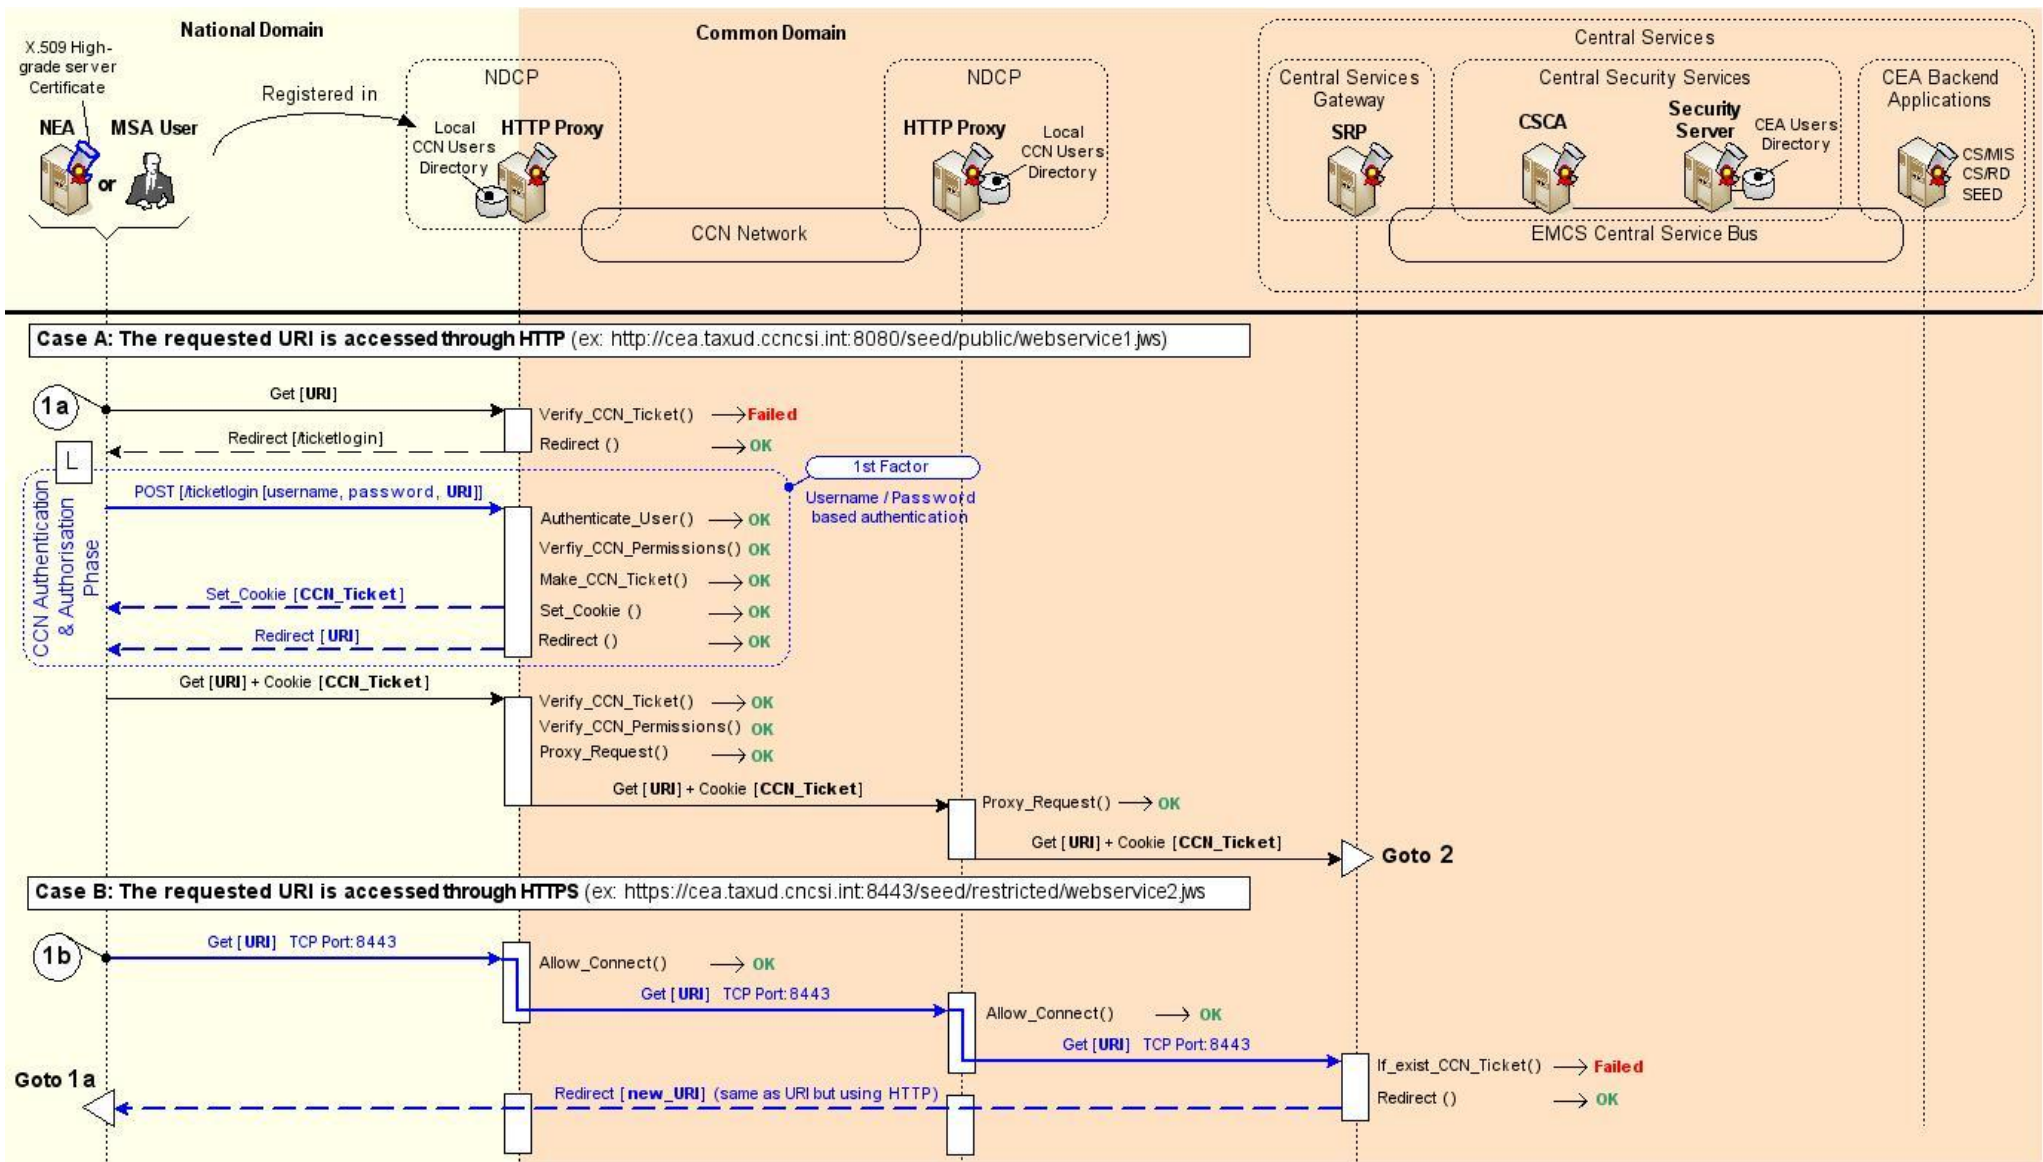 National Domain
Common Domain
Central Services
X.509 High-
grade server
Certificate
NEA
MSA User
or
Registered in
NDCP
Local
CCN Users
Directory
HTTP Proxy
CCN Network
NDCP
HTTP Proxy
Local
CCN Users
Directory
Central Services
Gateway
SRP
Central Security Services
CSCA
Security
Server
CEA Users
Directory
CEA Backend
Applications
CS/MIS
CS/RD
SEED
EMCS Central Service Bus
Case A: The requested URI is accessed through HTTP (ex: http://cea.taxud.ccncsi.int:8080/seed/public/webservice1.jws)
1a
Get [URI]
Verify_CCN_Ticket() Failed
Redirect [/ticketlogin]
Redirect () OK
L
CCN Authentication
& Authorisation
Phase
1st Factor
Username / Password
based authentication
POST [/ticketlogin [username, password, URI]]
Authenticate_User() OK
Verfiy_CCN_Permissions() OK
Make_CCN_Ticket() OK
Set_Cookie [CCN_Ticket]
Set_Cookie () OK
Redirect [URI]
Redirect () OK
Get [URI] + Cookie [CCN_Ticket]
Verify_CCN_Ticket() OK
Verify_CCN_Permissions() OK
Proxy_Request() OK
Get [URI] + Cookie [CCN_Ticket]
Proxy_Request() OK
Get [URI] + Cookie [CCN_Ticket]
Goto 2
Case B: The requested URI is accessed through HTTPS (ex: https://cea.taxud.cncsi.int:8443/seed/restricted/webservice2.jws
1b
Get [URI] TCP Port: 8443
Allow_Connect() OK
Get [URI] TCP Port: 8443
Allow_Connect() OK
Get [URI] TCP Port: 8443
If_exist_CCN_Ticket() Failed
Goto 1a
Redirect [new_URI] (same as URI but using HTTP)
Redirect () OK